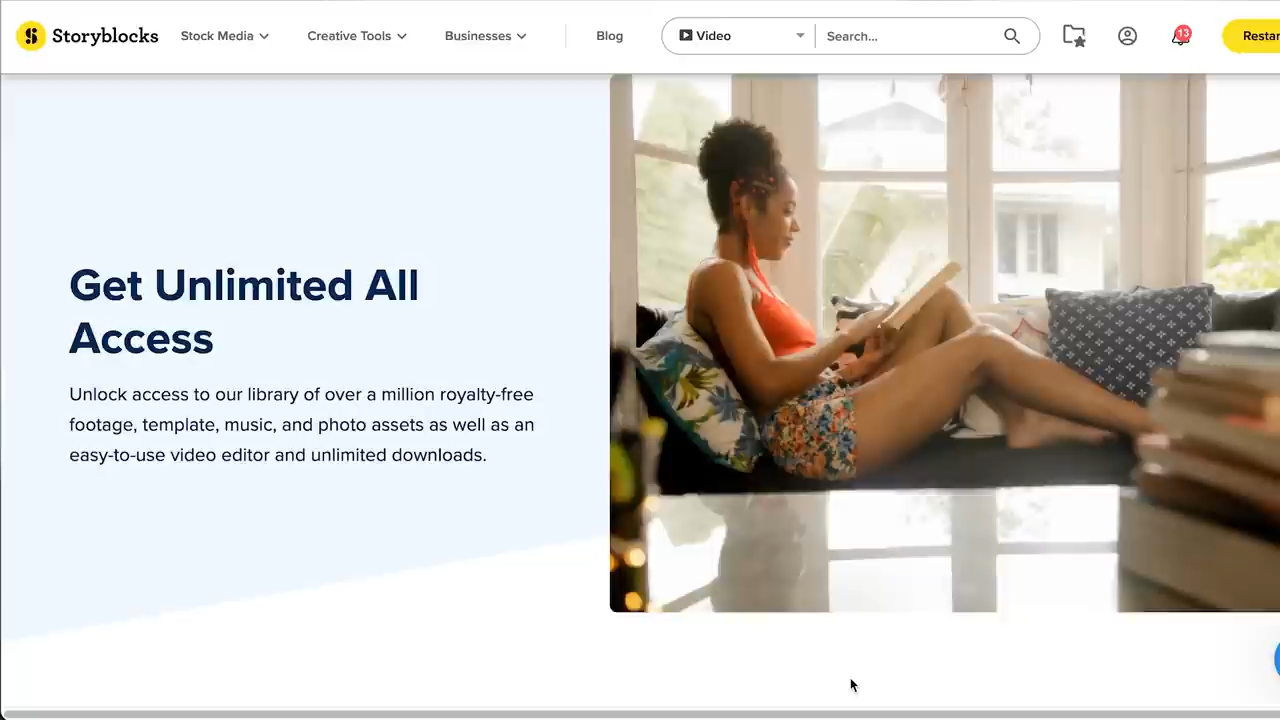 Storyblocks
Stock Media
Creative Tools
Businesses
Blog
Video
Search...
13
Restar
Get Unlimited All
Access
Unlock access to our library of over a million royalty-free
footage, template, music, and photo assets as well as an
easy-to-use video editor and unlimited downloads.